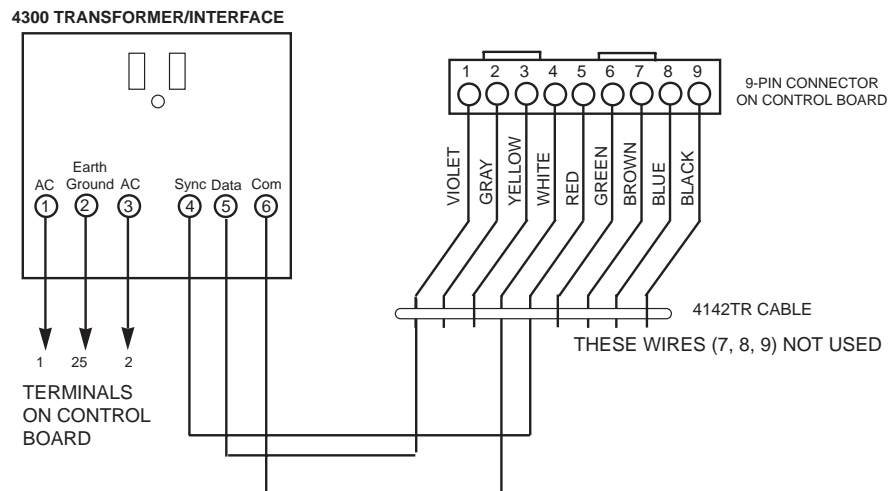 4300 TRANSFORMER/INTERFACE
1 2 3 4 5 6 7 8 9
9-PIN CONNECTOR
ON CONTROL BOARD
VIOLET
GRAY
YELLOW
WHITE
RED
GREEN
BROWN
BLUE
BLACK
Earth
AC Ground AC Sync Data Com
1 2 3 4 5 6
4142TR CABLE
THESE WIRES (7, 8, 9) NOT USED
1 25 2
TERMINALS
ON CONTROL
BOARD